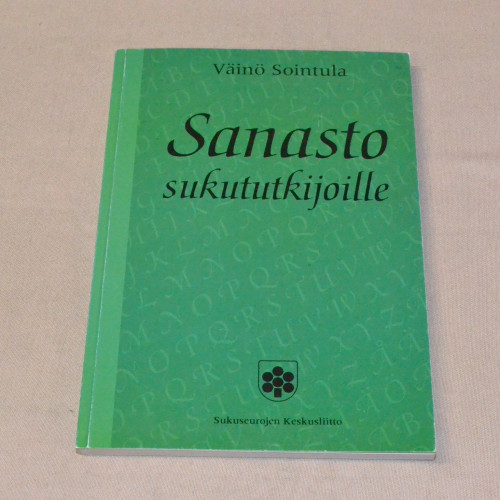 Väinö Sointula
Sanasto
sukututkijoille
Sukuseurojen Keskusliitto